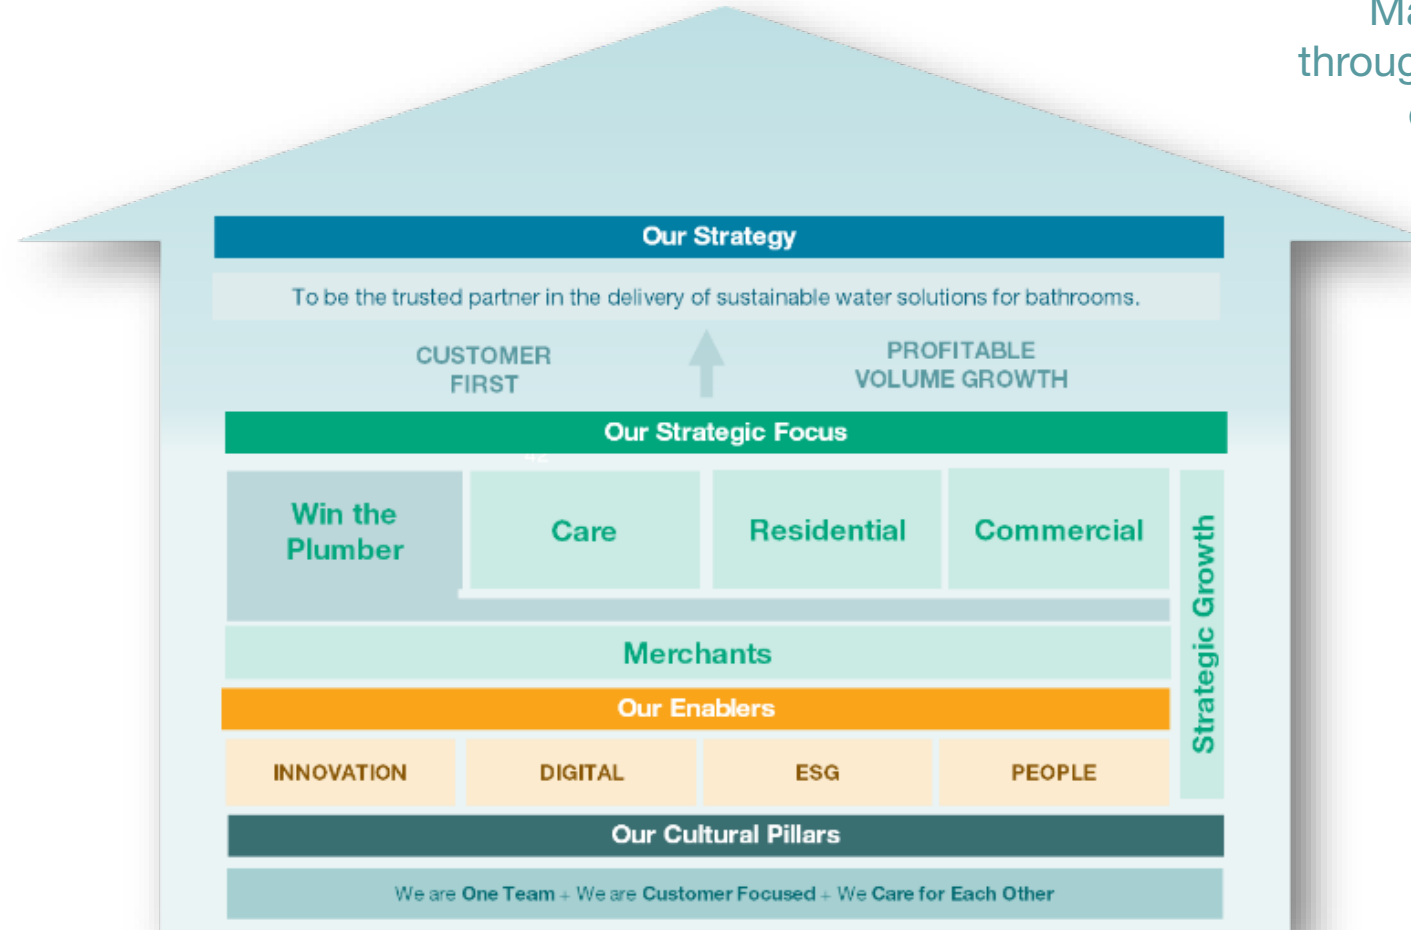 throug
Our Strategy
To be the trusted partner in the delivery of sustainable water solutions for bathrooms.
CUSTOMER
FIRST
PROFITABLE
VOLUME GROWTH
Our Strategic Focus
Win the
Plumber
Care
Residential
Commercial
Strategic Growth
Merchants
Our Enablers
INNOVATION
DIGITAL
ESG
PEOPLE
Our Cultural Pillars
We are One Team + We are Customer Focused + We Care for Each Other